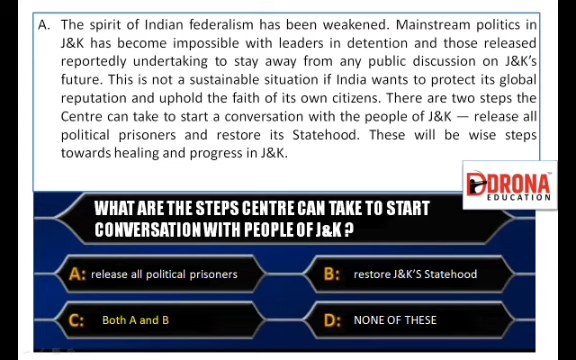 A. The spirit of Indian federalism has been weakened. Mainstream politics in
J&K has become impossible with leaders in detention and those released
reportedly undertaking to stay away from any public discussion on J&K's
future. This is not a sustainable situation if India wants to protect its global
reputation and uphold the faith of its own citizens. There are two steps the
Centre can take to start a conversation with the people of J&K — release all
political prisoners and restore its Statehood. These will be wise steps
towards healing and progress in J&K.
DRONA
EDUCATION
WHAT ARE THE STEPS CENTRE CAN TAKE TO START
CONVERSATION WITH PEOPLE OF J&K ?
A: release all political prisoners
B: restore J&K'S Statehood
C: Both A and B
D: NONE OF THESE